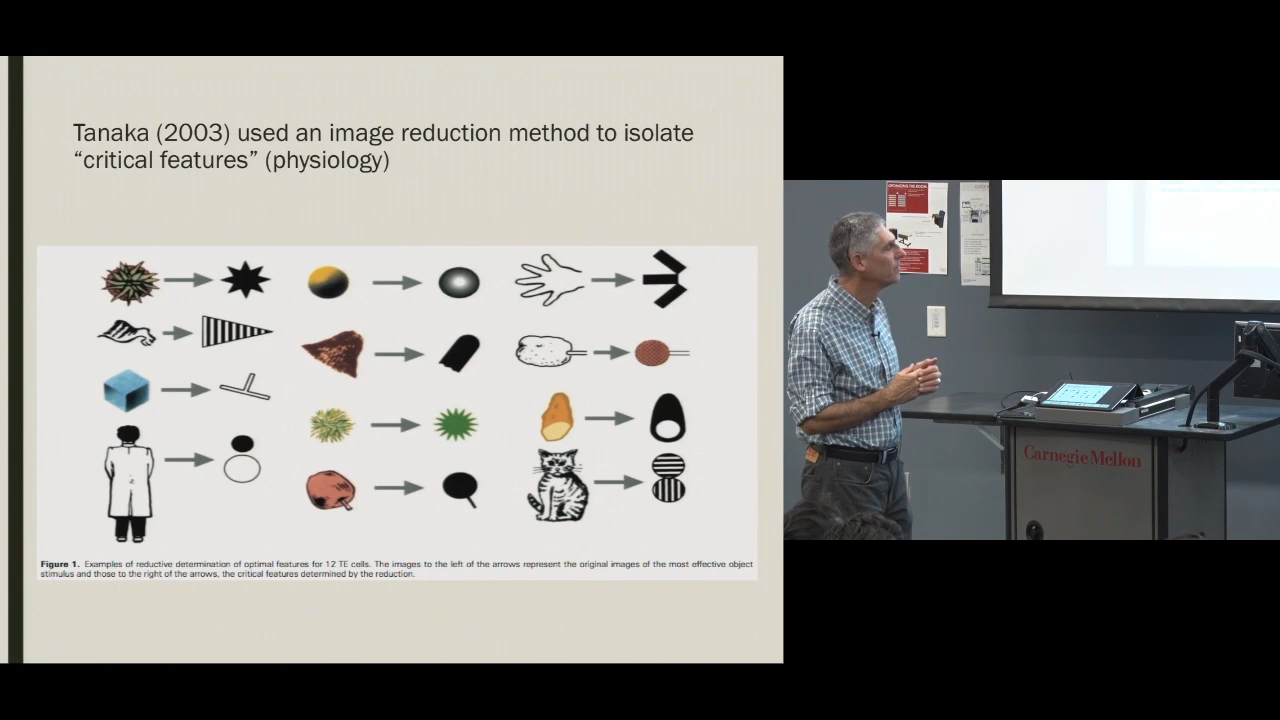 Tanaka (2003) used an image reduction method to isolate
“critical features” (physiology)
Figure 1. Examples of reductive determination of optimal features for 12 TE cells. The images to the left of the arrows represent the original images of the most effective object
stimulus and those to the right of the arrows, the critical features determined by the reduction.
Carnegie Mellon